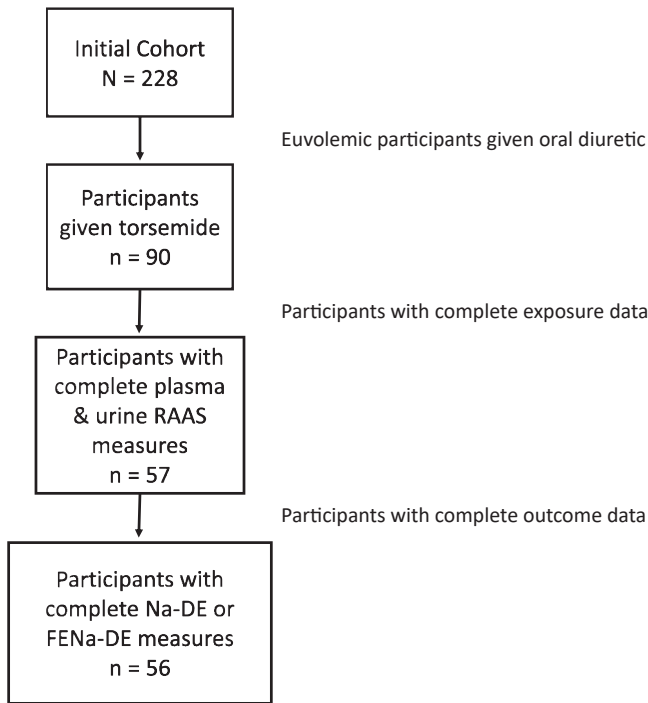 Initial Cohort
N = 228
Euvolemic participants given oral diuretic
Participants
given torsemide
n = 90
Participants with complete exposure data
Participants with
complete plasma
& urine RAAS
measures
n = 57
Participants with complete outcome data
Participants with
complete Na-DE or
FENa-DE measures
n = 56